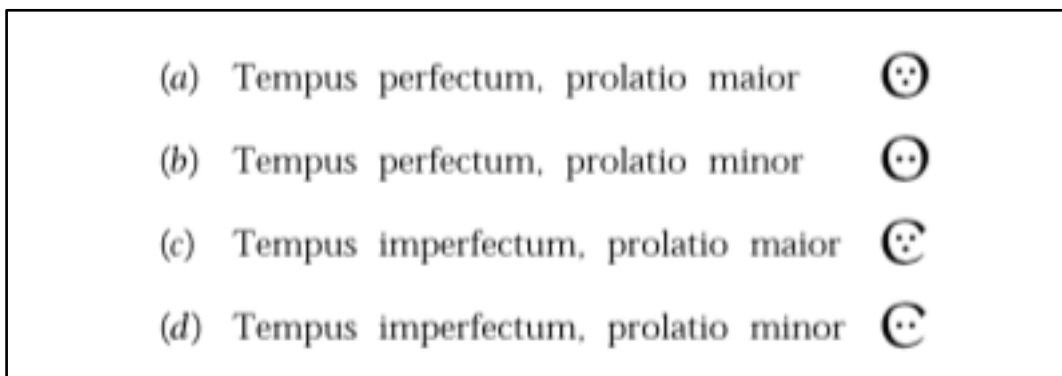 (a) Tempus perfectum, prolatio maior
(b) Tempus perfectum, prolatio minor
(c) Tempus imperfectum, prolatio maior
(d) Tempus imperfectum, prolatio minor